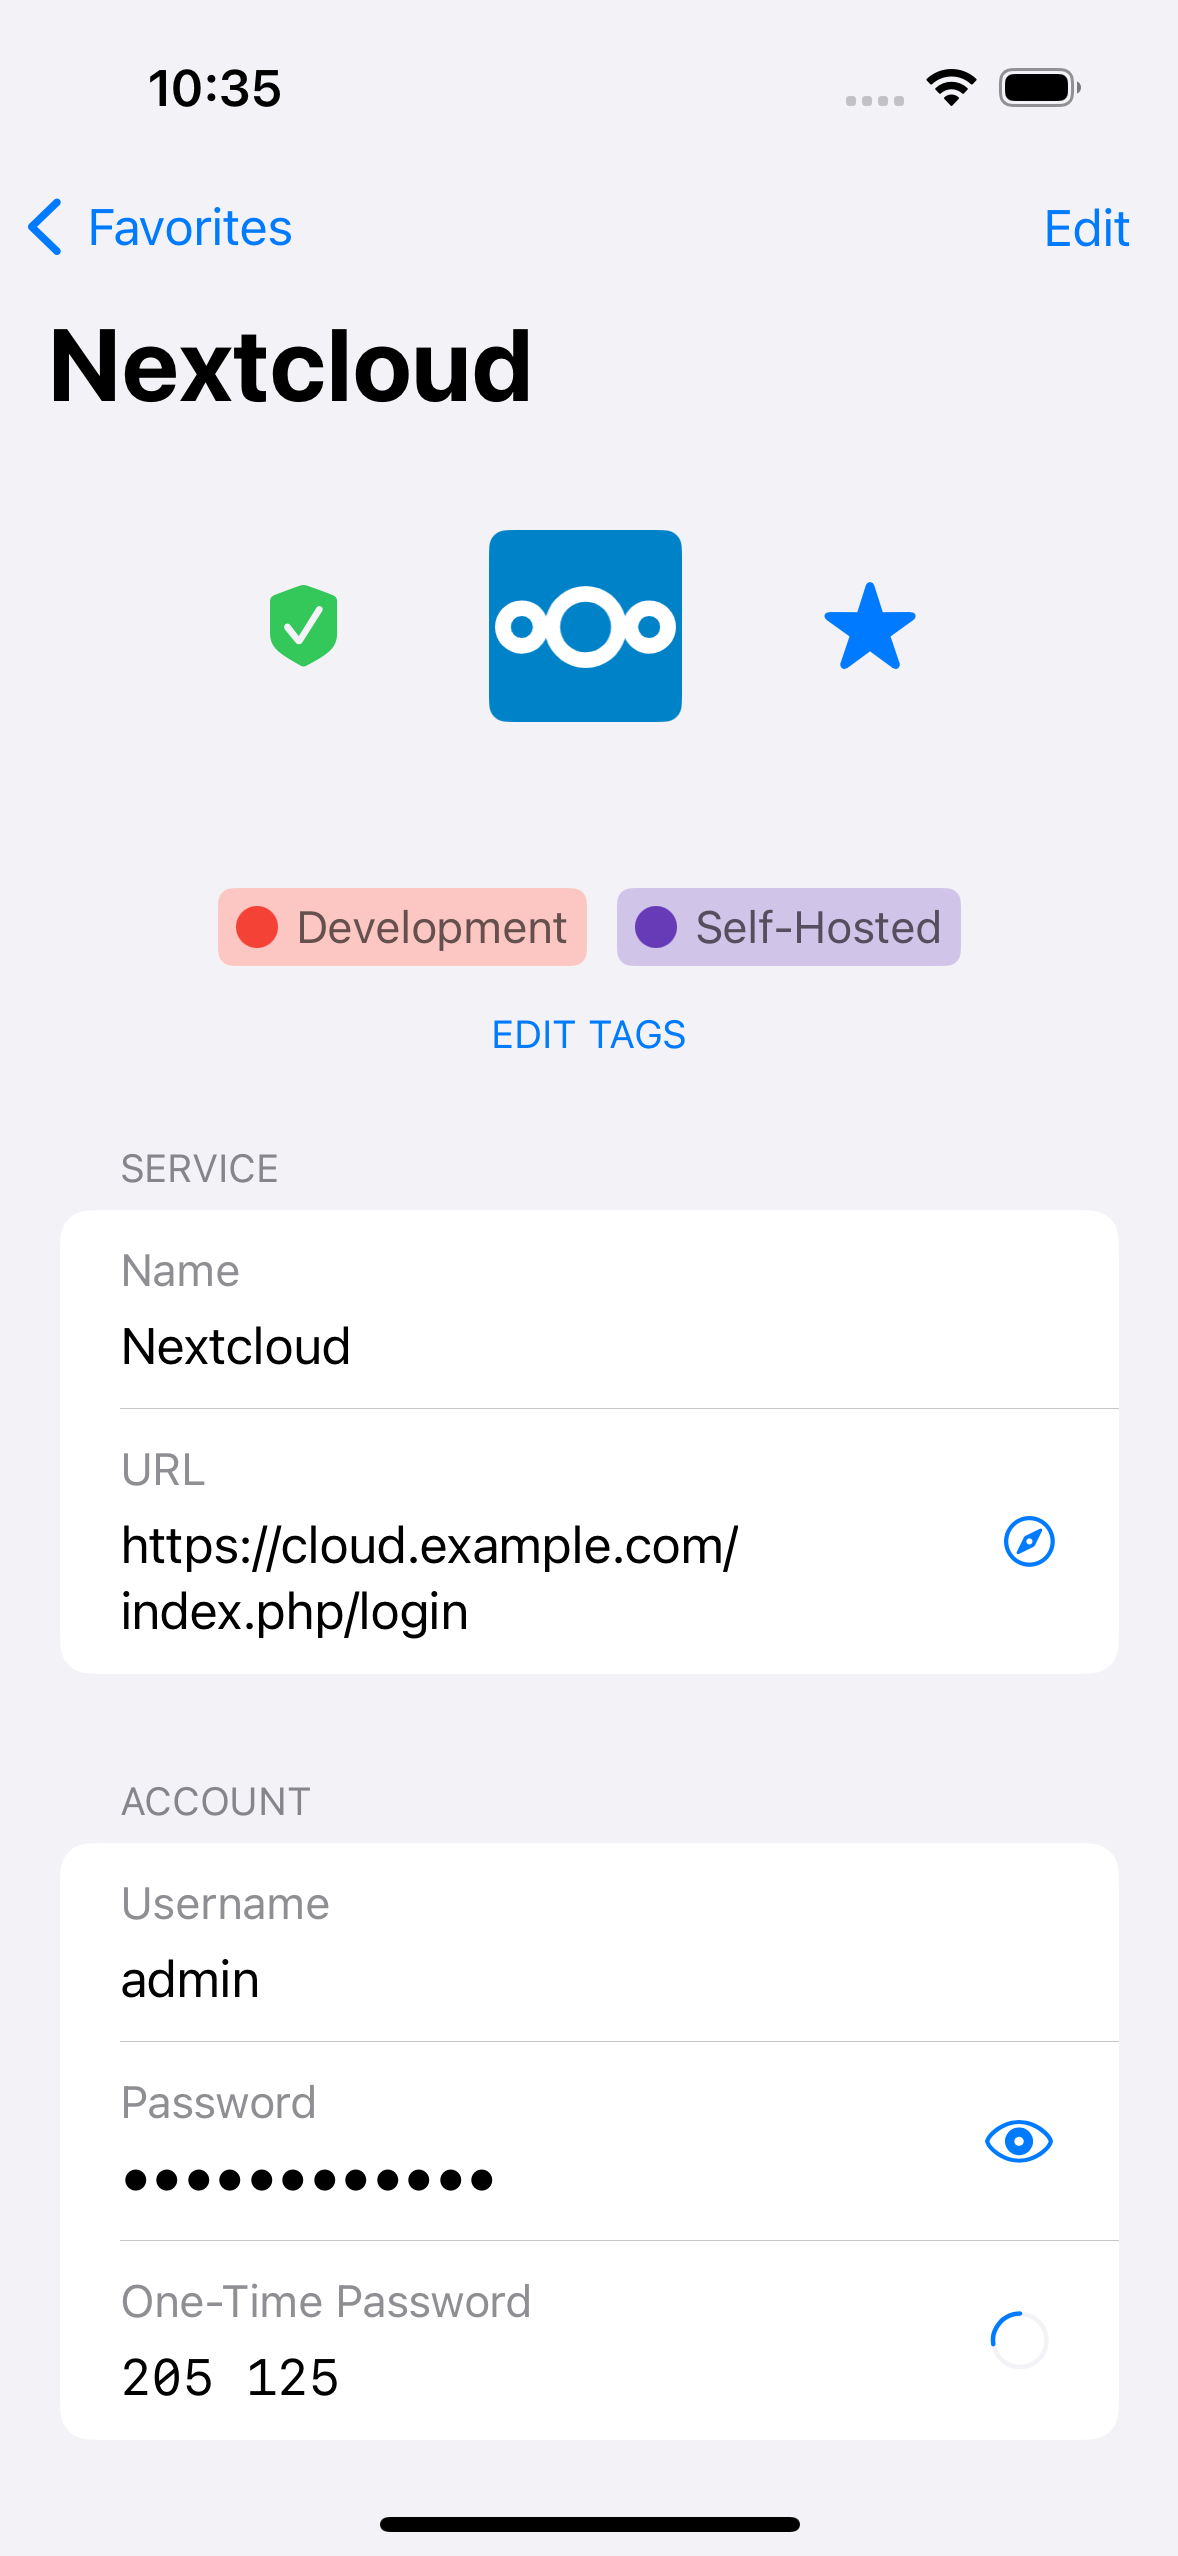 10:35
Favorites
Edit
Nextcloud
Development
Self-Hosted
EDIT TAGS
SERVICE
Name
Nextcloud
URL
https://cloud.example.com/
index.php/login
ACCOUNT
Username
admin
Password
••••••••••••
One-Time Password
205 125